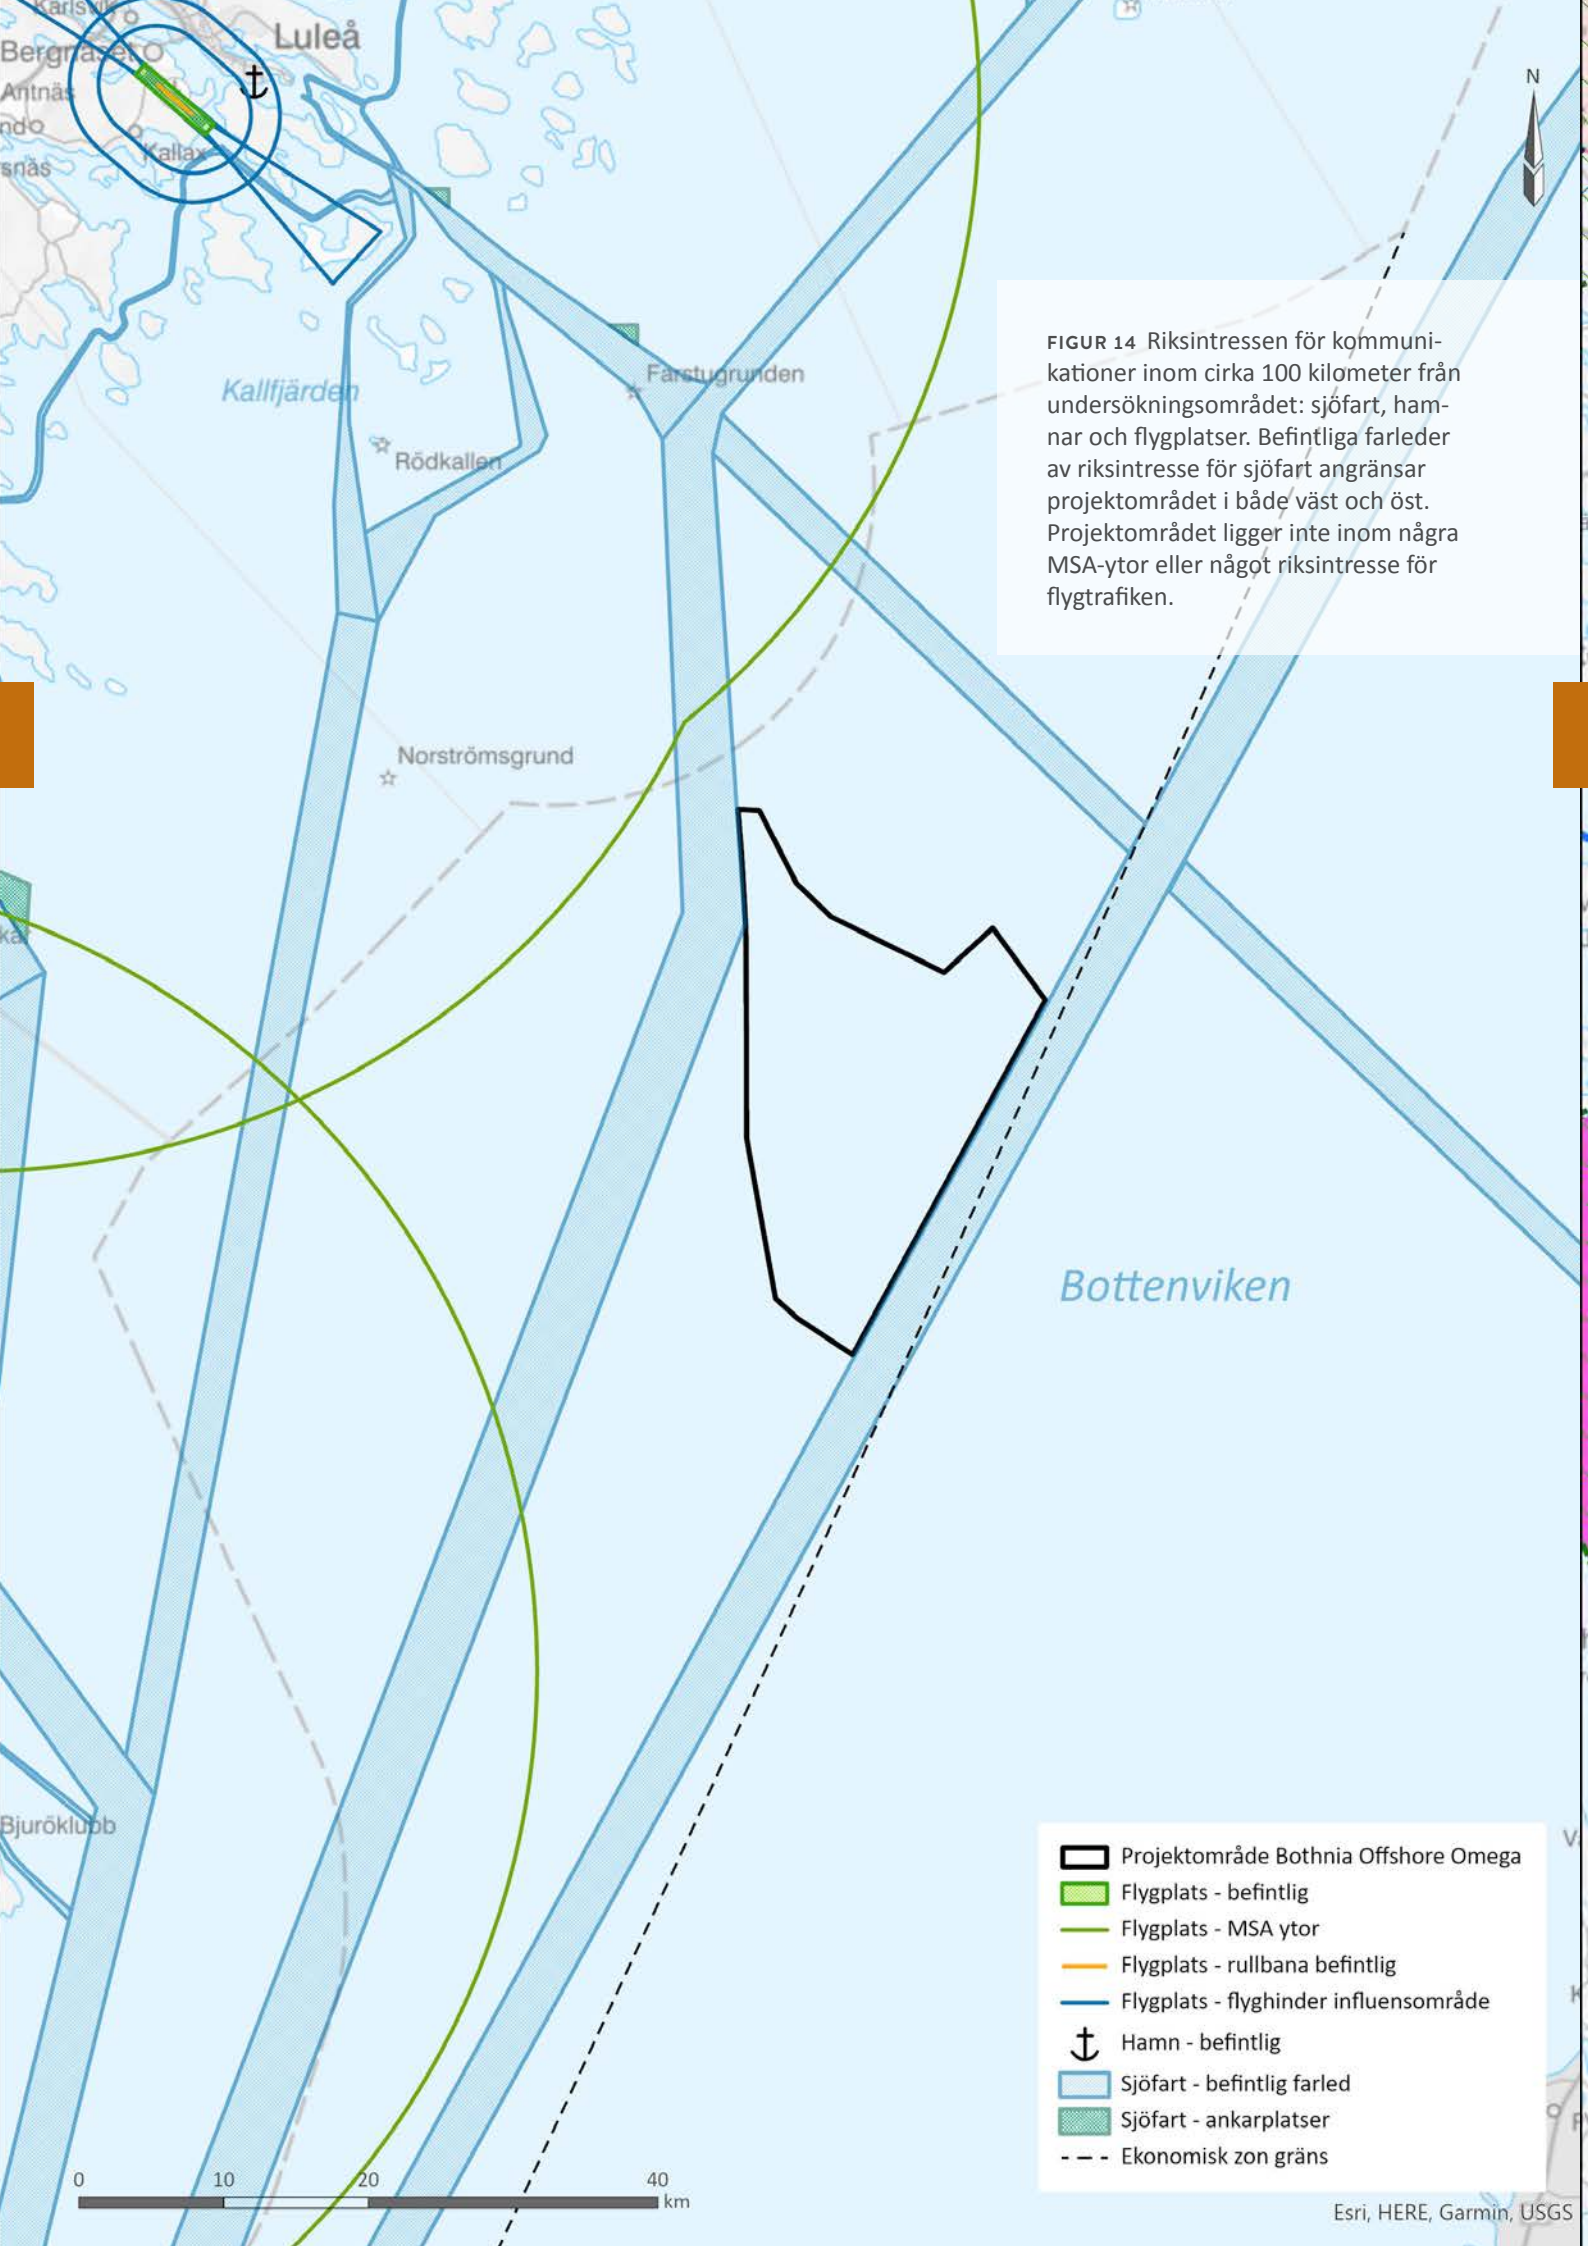 Karlsvik
Luleå
Bergnäset
Antnäs
Kallax
snäs
N
FIGUR 14 Riksintressen för kommuni-
kationer inom cirka 100 kilometer från
undersökningsområdet: sjöfart, ham-
nar och flygplatser. Befintliga farleder
av riksintresse för sjöfart angränsar
projektområdet i både väst och öst.
Projektområdet ligger inte inom några
MSA-ytor eller något riksintresse för
flygtrafiken.
Farstugrunden
Kallfjärden
Rödkallen
Norströmsgrund
Bottenviken
Bjuröklubb
Projektområde Bothnia Offshore Omega
Flygplats - befintlig
Flygplats - MSA ytor
Flygplats - rullbana befintlig
Flygplats - flyghinder influensområde
Hamn - befintlig
Sjöfart - befintlig farled
Sjöfart - ankarplatser
Ekonomisk zon gräns
0 10 20 40
km
Esri, HERE, Garmin, USGS